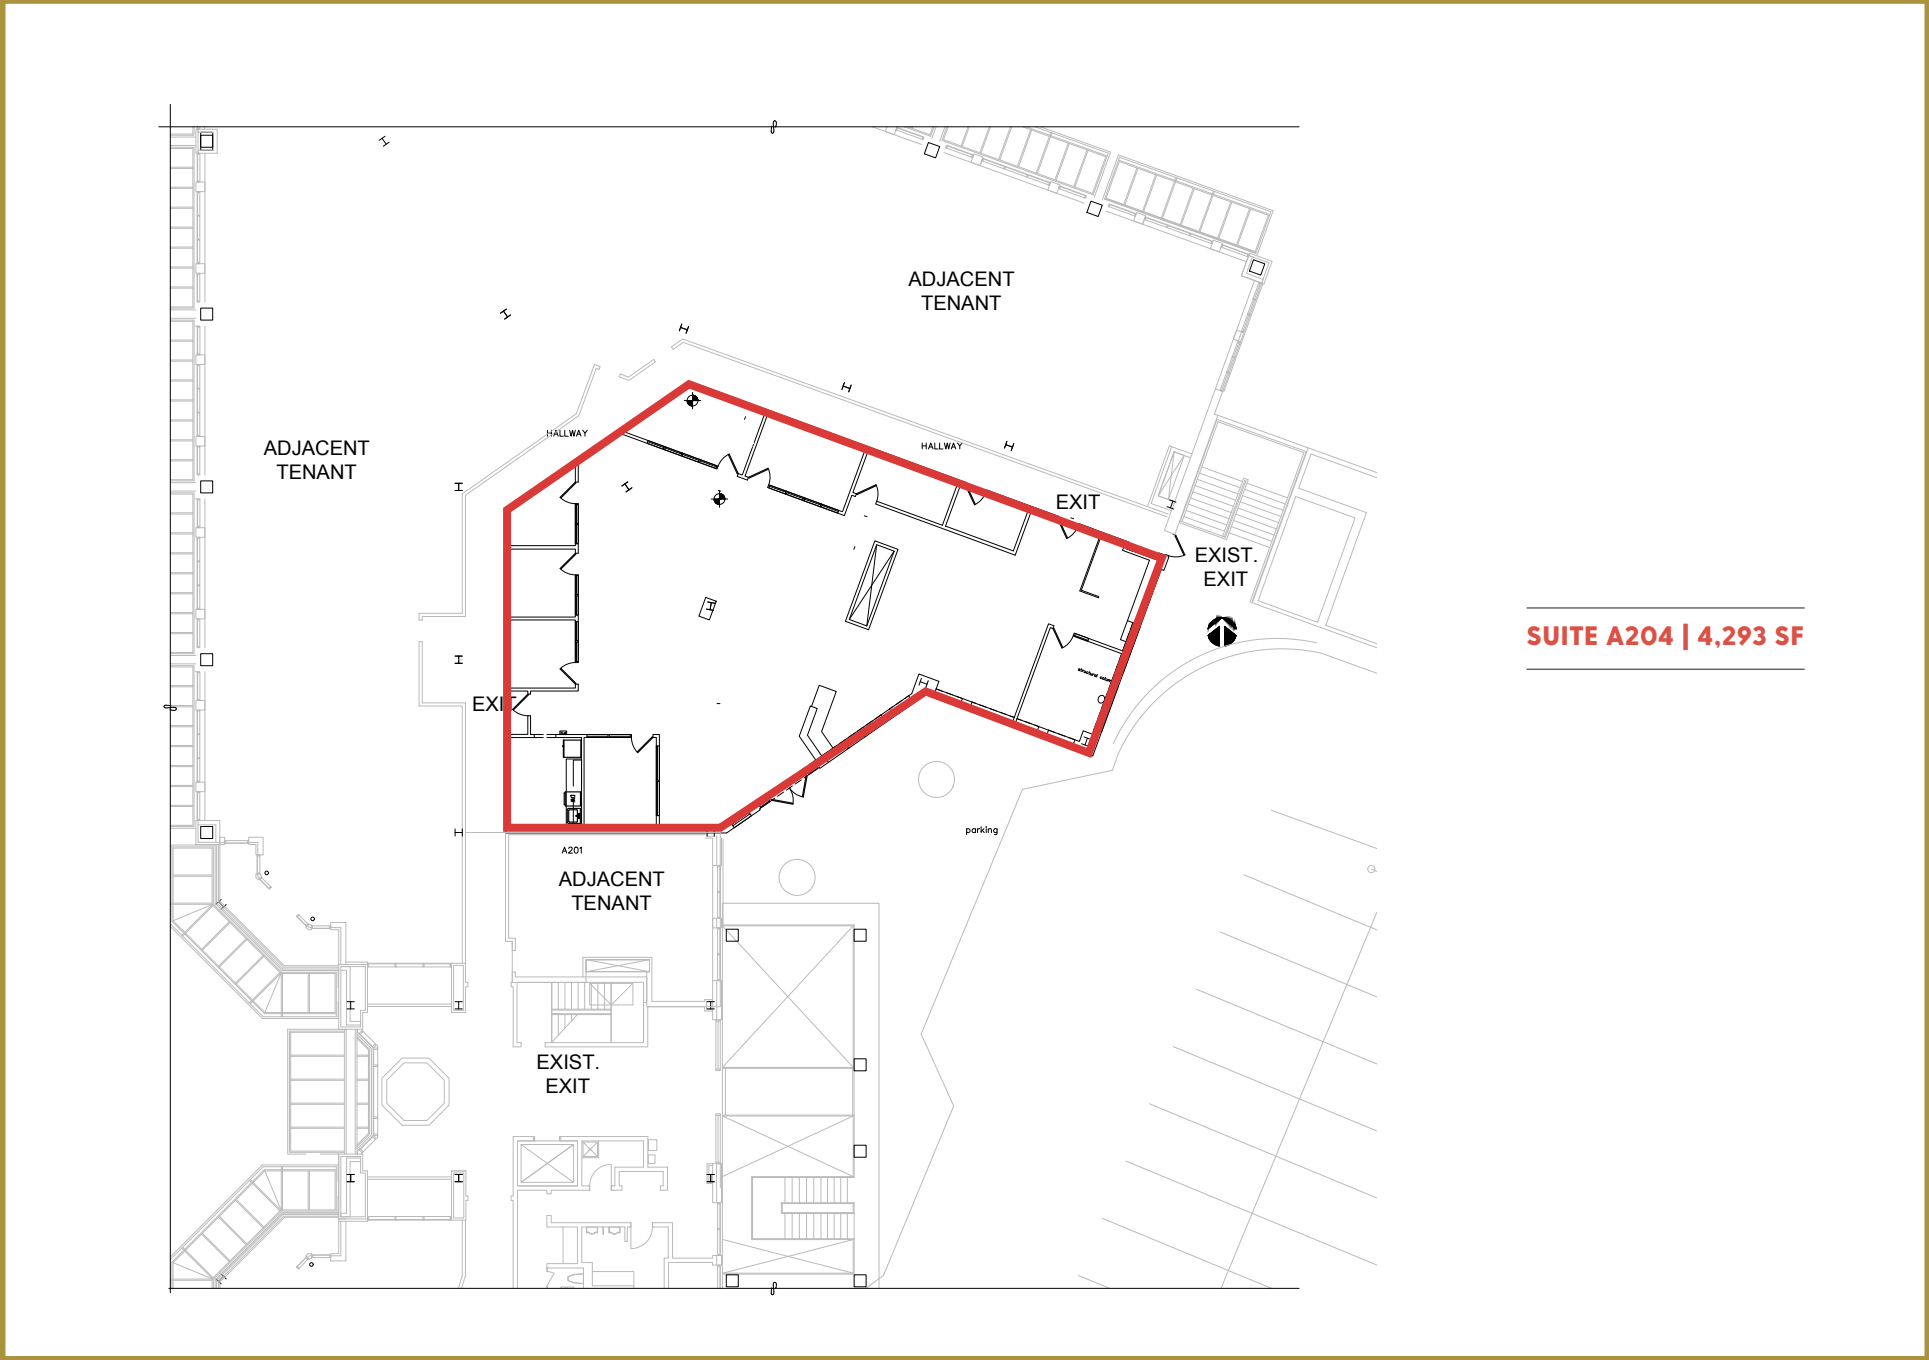 ADJACENT
TENANT
ADJACENT
TENANT
HALLWAY
HALLWAY
EXIT
EXIST.
EXIT
SUITE A204 | 4,293 SF
EXIT
parking
A201
ADJACENT
TENANT
EXIST.
EXIT